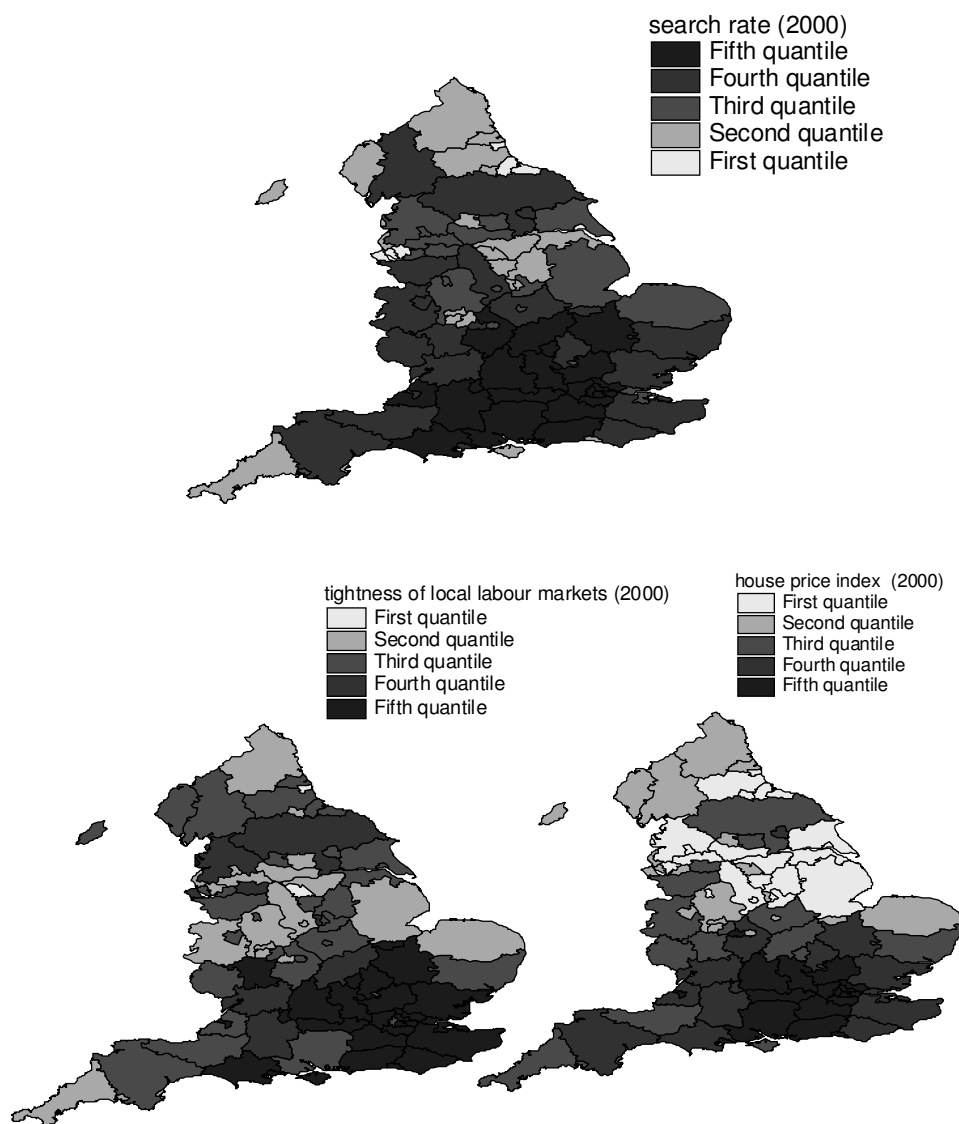 search rate (2000)
Fifth quantile
Fourth quantile
Third quantile
Second quantile
First quantile
tightness of local labour markets (2000)
First quantile
Second quantile
Third quantile
Fourth quantile
Fifth quantile
house price index (2000)
First quantile
Second quantile
Third quantile
Fourth quantile
Fifth quantile